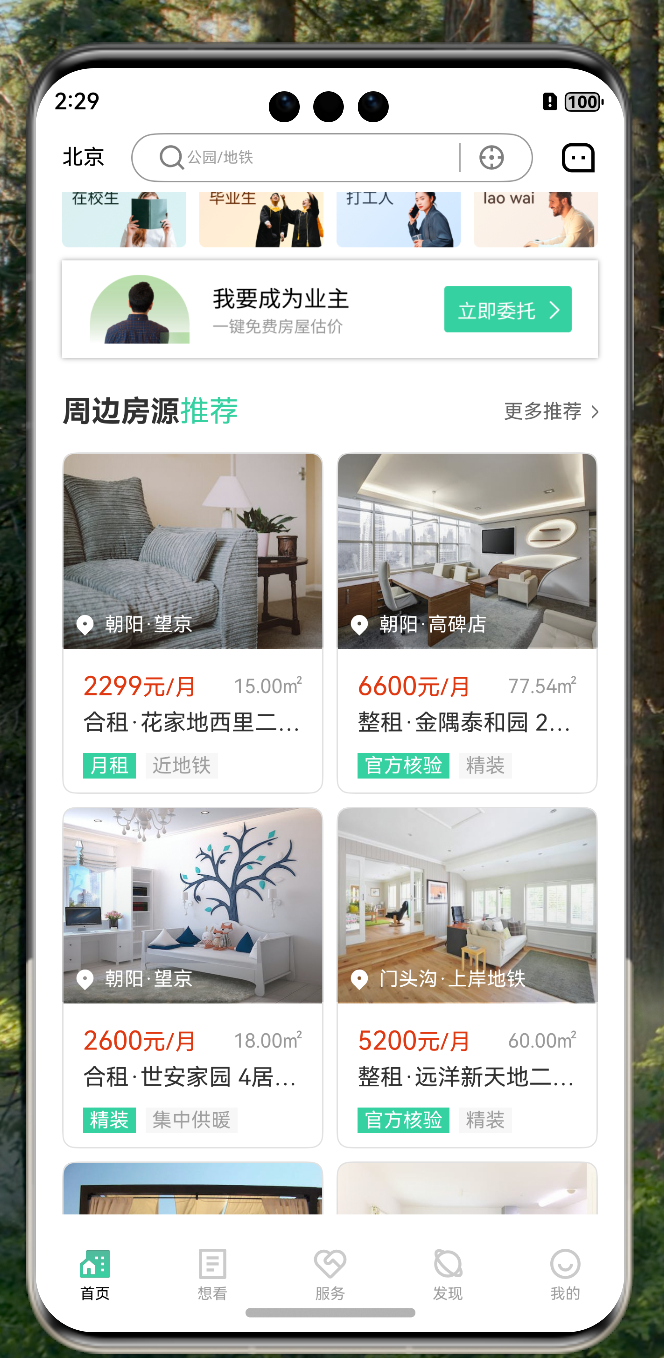 2:29
100
北京
公园/地铁
在校生
毕业生
打工人
lao wai
我要成为业主
一键免费房屋估价
立即委托
周边房源推荐
更多推荐
朝阳·望京
朝阳·高碑店
2299元/月
15.00m²
6600元/月
77.54m²
合租·花家地西里二...
整租·金隅泰和园 2...
月租
近地铁
官方核验
精装
朝阳·望京
门头沟·上岸地铁
2600元/月
18.00m²
5200元/月
60.00m²
合租·世安家园 4居...
整租·远洋新天地二...
精装
集中供暖
官方核验
精装
首页
想看
服务
发现
我的